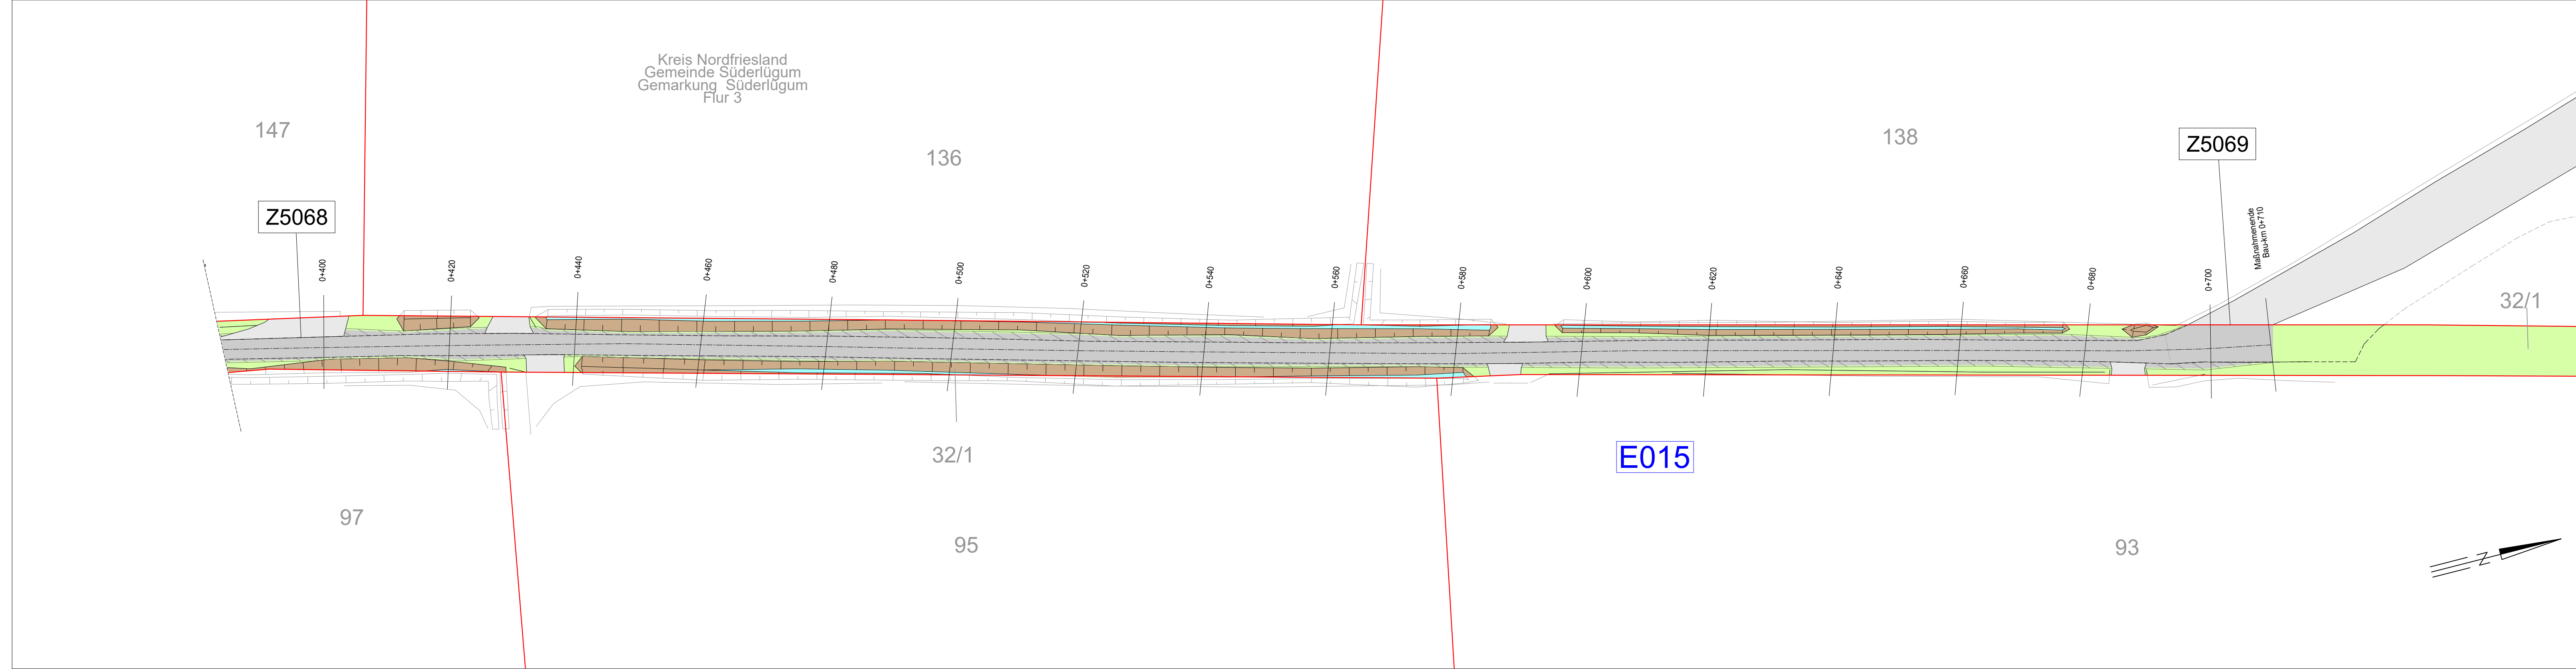 Kreis Nordfriesland
Gemeinde Süderlügum
Gemarkung Süderlügum
Flur 3
147
136
138
Z5069
Z5068
Maßnahmenende
Bau-km 0+710
0+400
0+420
0+440
0+460
0+480
0+500
0+520
0+540
0+560
0+580
0+600
0+620
0+640
0+660
0+680
0+700
32/1
32/1
E015
97
95
93
N